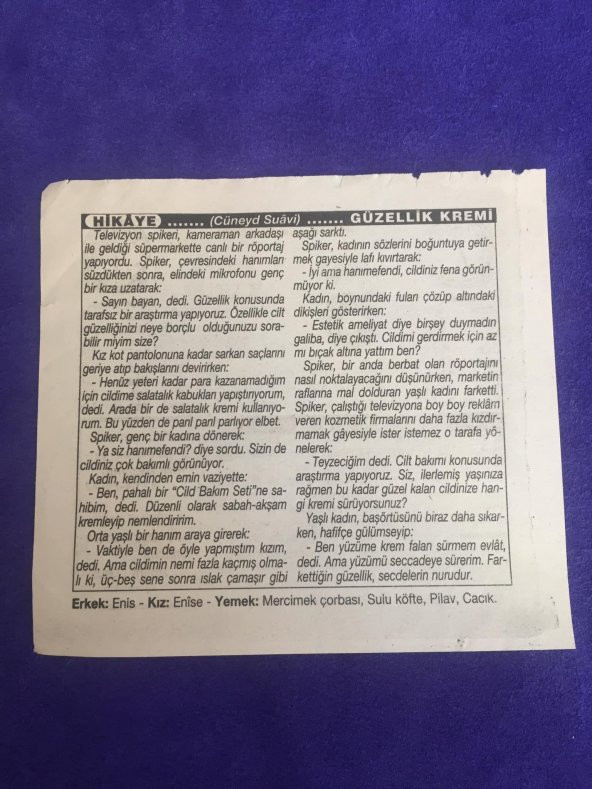 HİKÂYE ....... (Cüneyd Suâvi) ....... GÜZELLİK KREMİ
Televizyon spikeri, kameraman arkadaşı
ile geldiği süpermarkette canlı bir röportaj
yapıyordu. Spiker, çevresindeki hanımları
süzdükten sonra, elindeki mikrofonu genç
bir kıza uzatarak:
- Sayın bayan, dedi. Güzellik konusunda
tarafsız bir araştırma yapıyoruz. Özellikle cilt
güzelliğinizi neye borçlu olduğunuzu sora-
bilir miyim size?
Kız kot pantolonuna kadar sarkan saçlarını
geriye atıp bakışlarını devirirken:
- Henüz yeteri kadar para kazanamadığım
için cildime salatalık kabukları yapıştırıyorum,
dedi. Arada bir de salatalık kremi kullanıyo-
rum. Bu yüzden de parıl parıl parlıyor elbet.
Spiker, genç bir kadına dönerek:
- Ya siz hanımefendi? diye sordu. Sizin de
cildiniz çok bakımlı görünüyor.
Kadın, kendinden emin vaziyette:
- Ben, pahalı bir "Cild Bakım Seti"ne sa-
hibim, dedi. Düzenli olarak sabah-akşam
kremleyip nemlendiririm.
Orta yaşlı bir hanım araya girerek:
- Vaktiyle ben de öyle yapmıştım kızım,
dedi. Ama cildimin nemi fazla kaçmış olma-
lı ki, üç-beş sene sonra ıslak çamaşır gibi
aşağı sarktı.
Spiker, kadının sözlerini boğuntuya getir-
mek gayesiyle lafı kıvırtarak:
- İyi ama hanımefendi, cildiniz fena görün-
müyor ki.
Kadın, boynundaki fuları çözüp altındaki
dikişleri gösterirken:
- Estetik ameliyat diye birşey duymadın
galiba, diye çıkıştı. Cildimi gerdirmek için az
mı bıçak altına yattım ben?
Spiker, bir anda berbat olan röportajını
nasıl noktalayacağını düşünürken, marketin
raflarına mal dolduran yaşlı kadını farketti.
Spiker, çalıştığı televizyona boy boy reklâm
veren kozmetik firmalarını daha fazla kızdır-
mamak gâyesiyle ister istemez o tarafa yö-
nelerek:
- Teyzeciğim dedi. Cilt bakımı konusunda
araştırma yapıyoruz. Siz, ilerlemiş yaşınıza
rağmen bu kadar güzel kalan cildinize han-
gi kremi sürüyorsunuz?
Yaşlı kadın, başörtüsünü biraz daha sıkar-
ken, hafifçe gülümseyip:
- Ben yüzüme krem falan sürmem evlât,
dedi. Ama yüzümü seccadeye sürerim. Far-
kettiğin güzellik, secdelerin nurudur.
Erkek: Enis - Kız: Enîse - Yemek: Mercimek çorbası, Sulu köfte, Pilav, Cacık.